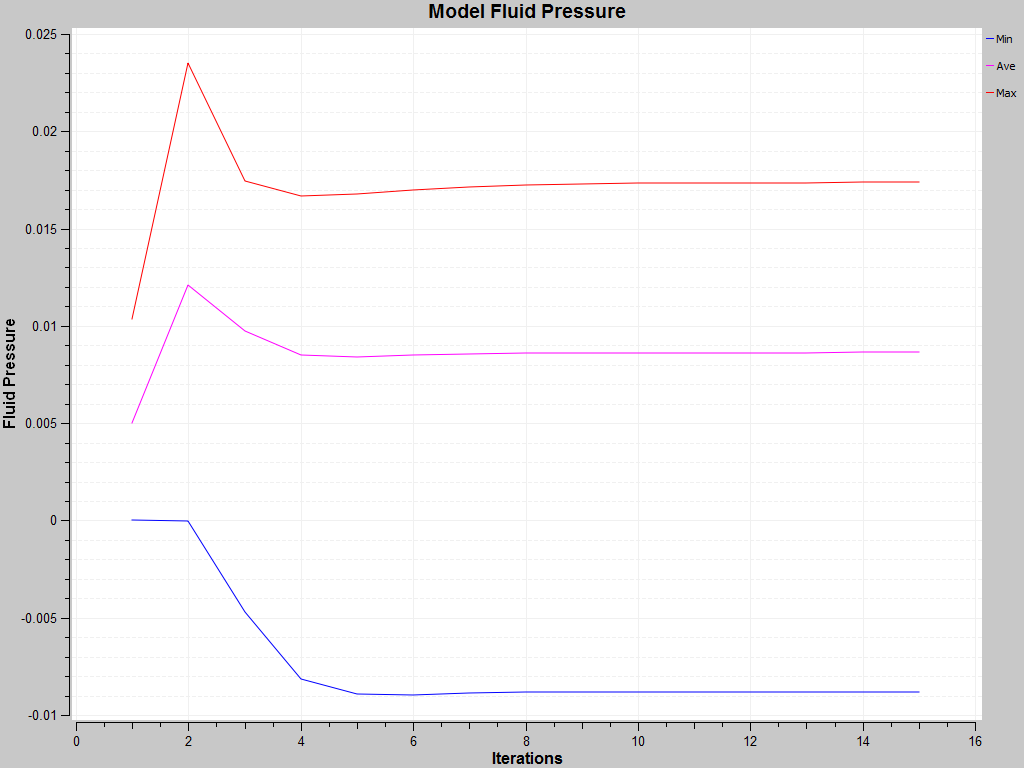 Model Fluid Pressure
Min
Ave
Max
0.025
0.02
0.015
0.01
0.005
0
-0.005
-0.01
Fluid Pressure
0 2 4 6 8 10 12 14 16
Iterations